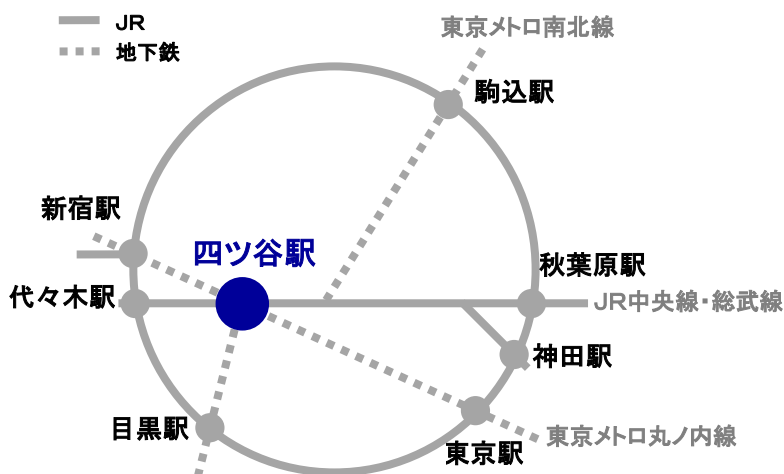 JR
地下鉄
東京メトロ南北線
駒込駅
新宿駅
四ツ谷駅
秋葉原駅
代々木駅
JR中央線・総武線
神田駅
目黒駅
東京駅
東京メトロ丸ノ内線